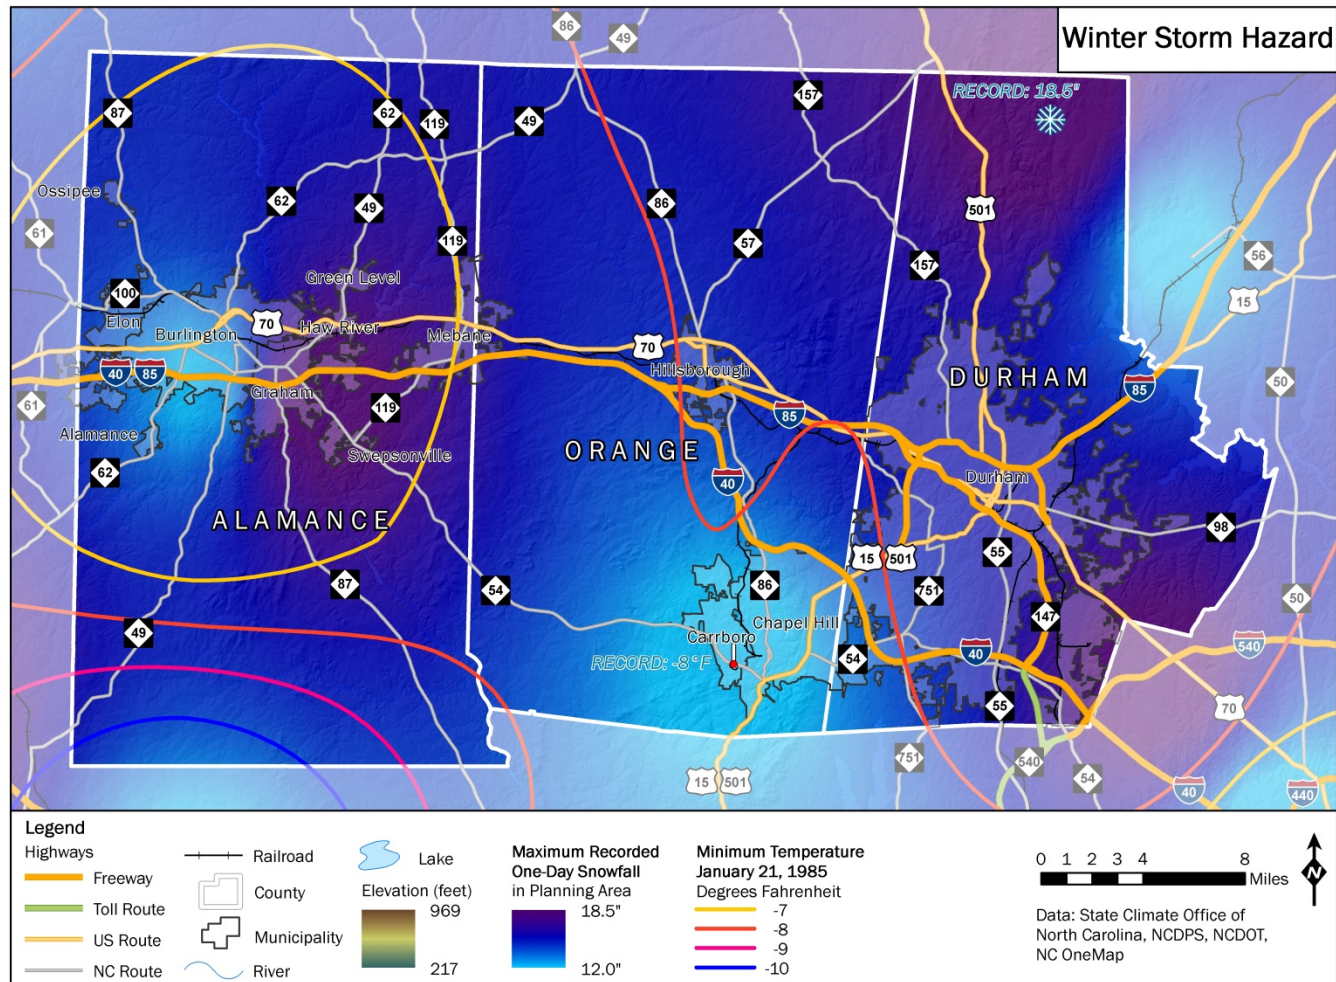 Winter Storm Hazard
86
49
87
62
119
49
157
RECORD: 18.5"
Ossipee
62
49
86
501
61
119
57
157
56
Green Level
100
15
Elon
Burlington
70
Haw River
Mebane
70
Hillsborough
40
85
Graham
DURHAM
85
50
61
119
85
Alamance
Swepsonville
ORANGE
62
40
Durham
ALAMANCE
98
15
501
55
87
54
86
751
50
147
49
Chapel Hill
Carrboro
RECORD: -8°F
54
40
540
55
70
15
501
751
540
54
40
440
Legend
Highways
Freeway
Toll Route
US Route
NC Route
Railroad
County
Municipality
River
Lake
Elevation (feet)
969
217
Maximum Recorded
One-Day Snowfall
in Planning Area
18.5"
12.0"
Minimum Temperature
January 21, 1985
Degrees Fahrenheit
-7
-8
-9
-10
0 1 2 3 4 8
Miles
N
Data: State Climate Office of
North Carolina, NCDPS, NCDOT,
NC OneMap